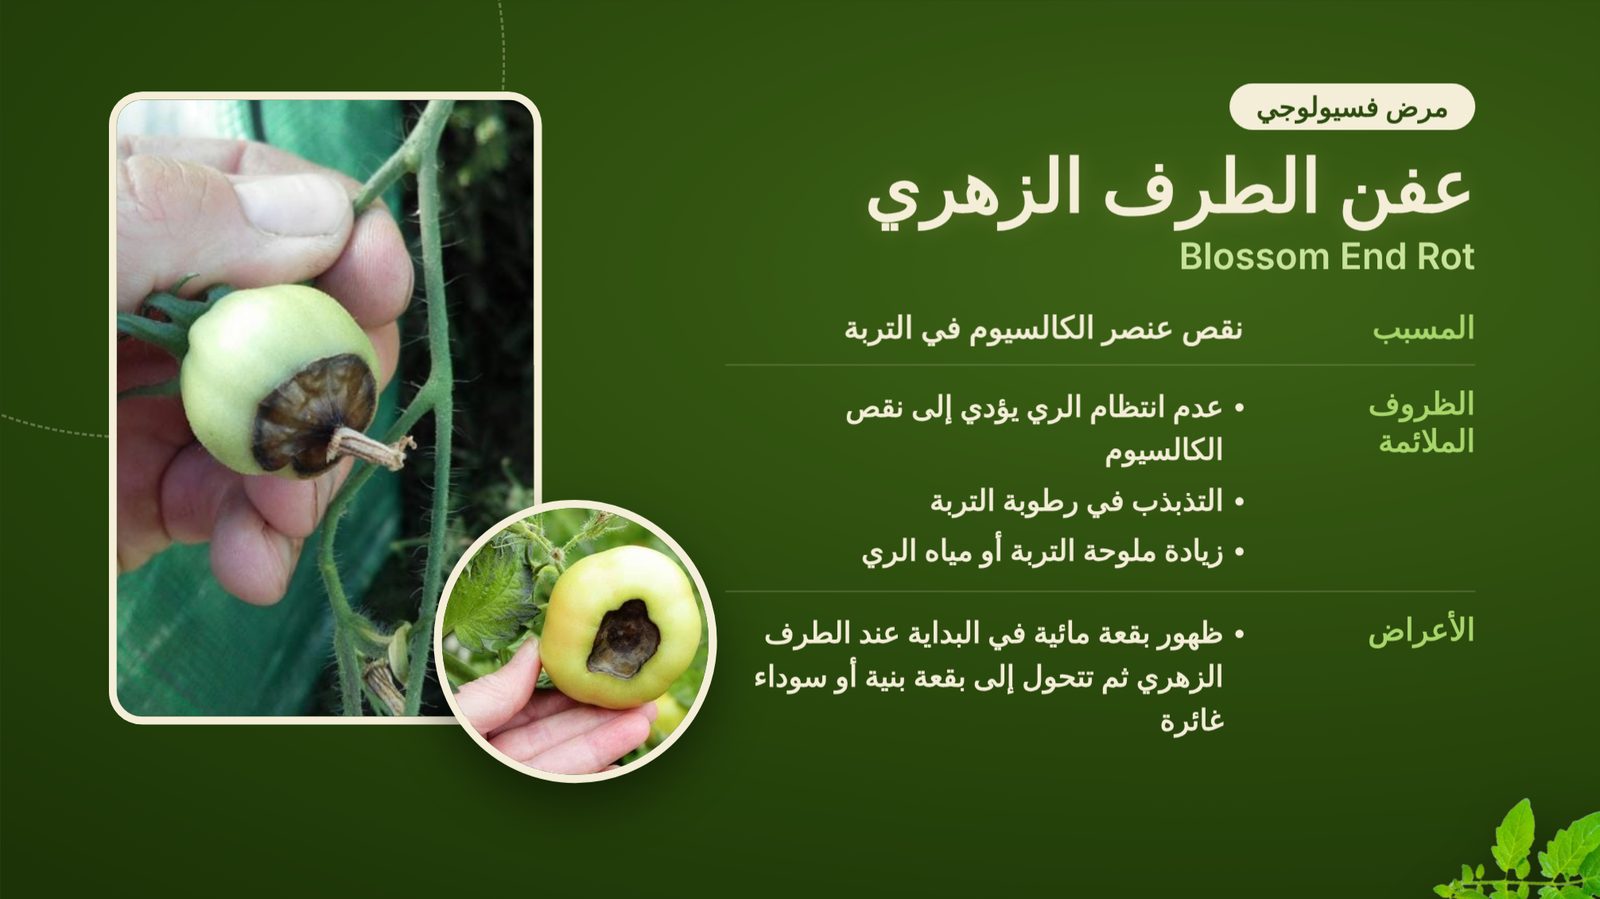 مرض فسيولوجي
عفن الطرف الزهري
Blossom End Rot
المسبب
نقص عنصر الكالسيوم في التربة
الظروف
الملائمة
• عدم انتظام الري يؤدي إلى نقص
الكالسيوم
• التذبذب في رطوبة التربة
• زيادة ملوحة التربة أو مياه الري
الأعراض
• ظهور بقعة مائية في البداية عند الطرف
الزهري ثم تتحول إلى بقعة بنية أو سوداء
غائرة